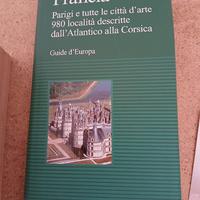 Francia
Parigi e tutte le città d'arte
980 località descritte
dall'Atlantico alla Corsica
Guide d'Europa